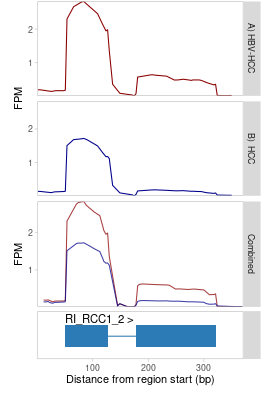 2
1
A) HBV-HCC
FPM
2
1
B) HCC
2
1
FPM
Combined
RI_RCC1_2 >
100
200
300
Distance from region start (bp)